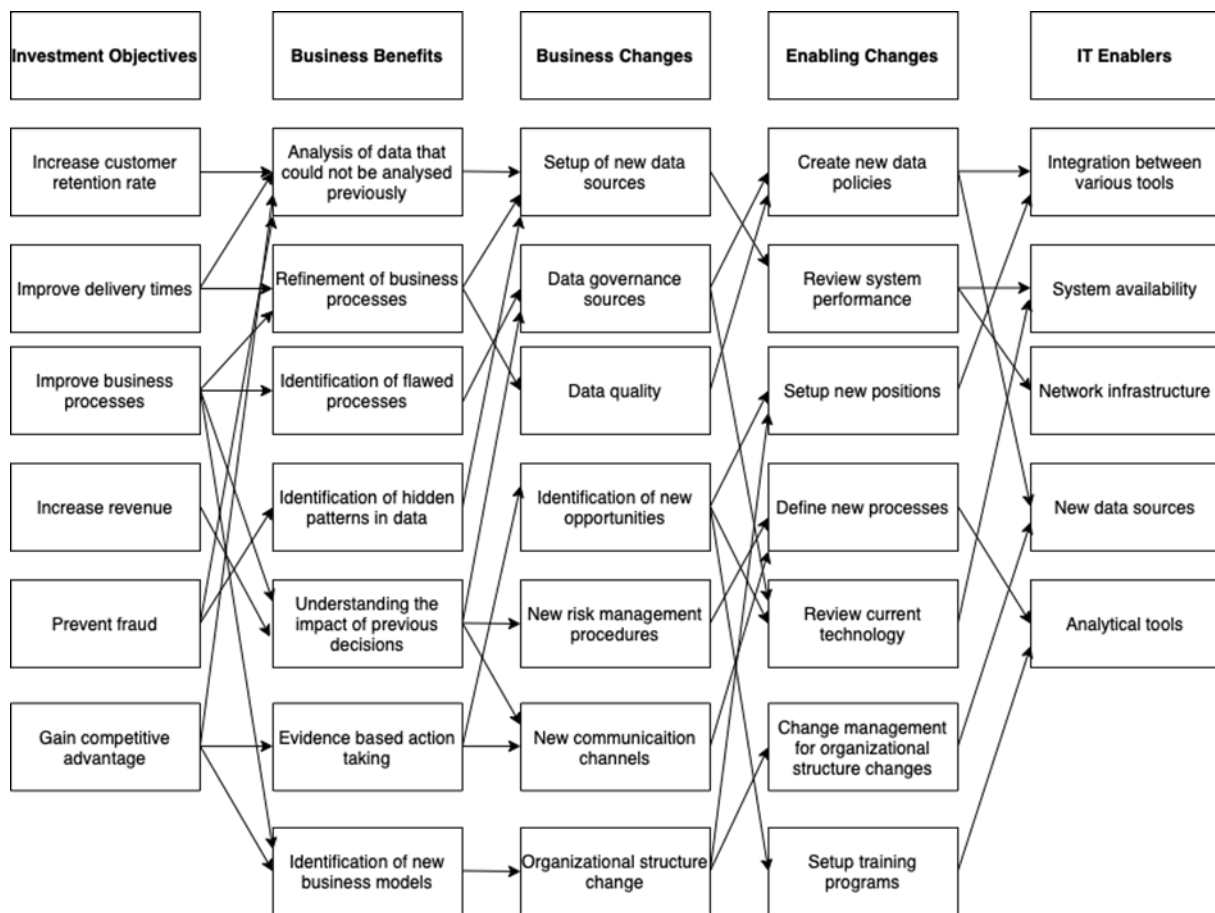 Investment Objectives
Business Benefits
Business Changes
Enabling Changes
IT Enablers
Increase customer
retention rate
Analysis of data that
could not be analysed
previously
Setup of new data
sources
Create new data
policies
Integration between
various tools
Improve delivery times
Refinement of business
processes
Data governance
sources
Review system
performance
System availability
Improve business
processes
Identification of flawed
processes
Data quality
Setup new positions
Network infrastructure
Increase revenue
Identification of hidden
patterns in data
Identification of new
opportunities
Define new processes
New data sources
Prevent fraud
Understanding the
impact of previous
decisions
New risk management
procedures
Review current
technology
Analytical tools
Gain competitive
advantage
Evidence based action
taking
New communicaition
channels
Change management
for organizational
structure changes
Identification of new
business models
Organizational structure
change
Setup training
programs